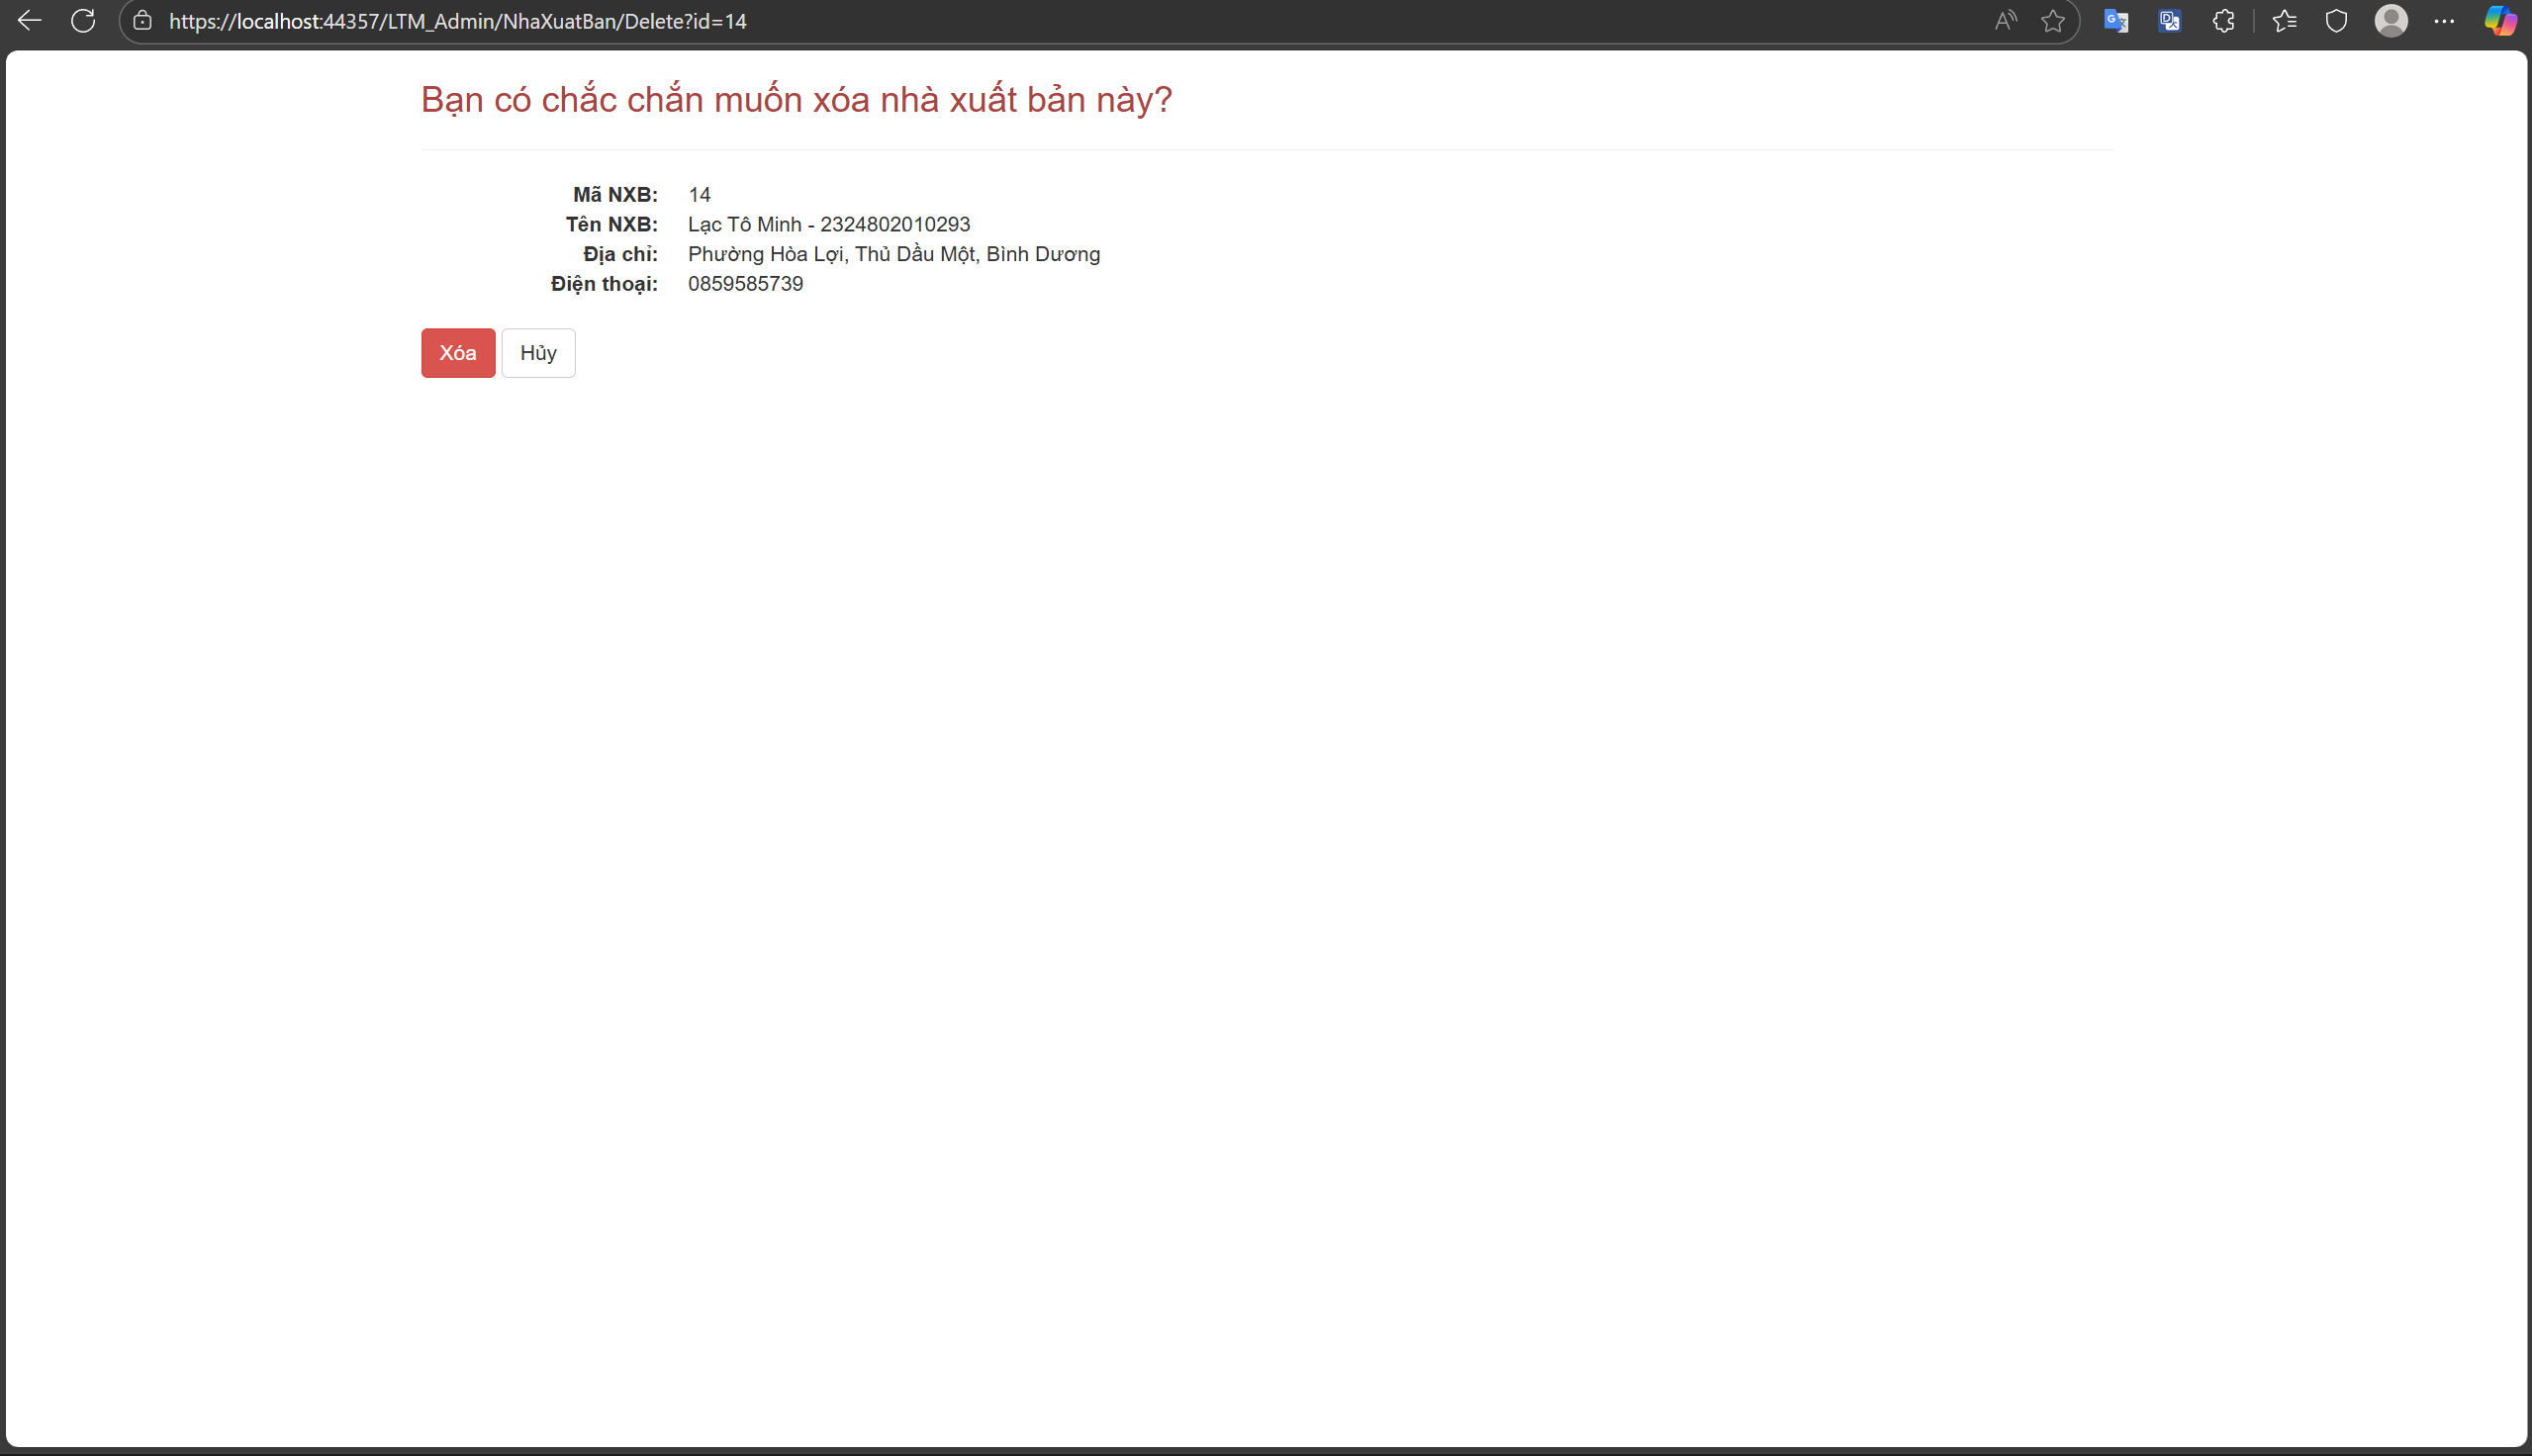 https://localhost:44357/LTM_Admin/NhaXuatBan/Delete?id=14
Bạn có chắc chắn muốn xóa nhà xuất bản này?
Mã NXB: 14
Tên NXB: Lạc Tô Minh - 2324802010293
Địa chỉ: Phường Hòa Lợi, Thủ Dầu Một, Bình Dương
Điện thoại: 0859585739
Xóa Hủy